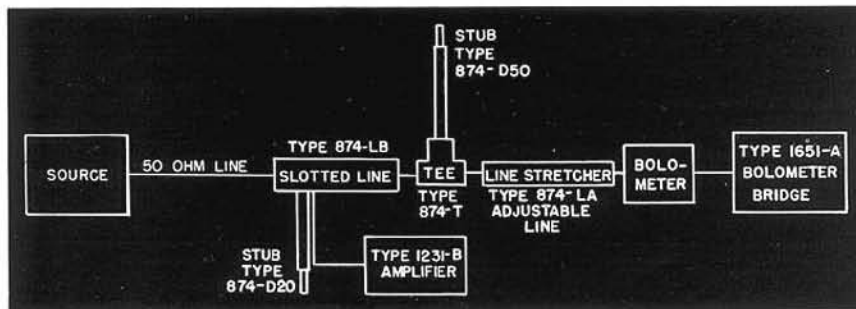 STUB
TYPE
874-D50
TYPE 874-LB
SOURCE
50 OHM LINE
SLOTTED LINE
TEE
TYPE
874-T
LINE STRETCHER
TYPE 874-LA
ADJUSTABLE
LINE
BOLO-
METER
TYPE 1651-A
BOLOMETER
BRIDGE
STUB
TYPE
874-D20
TYPE 1231-B
AMPLIFIER